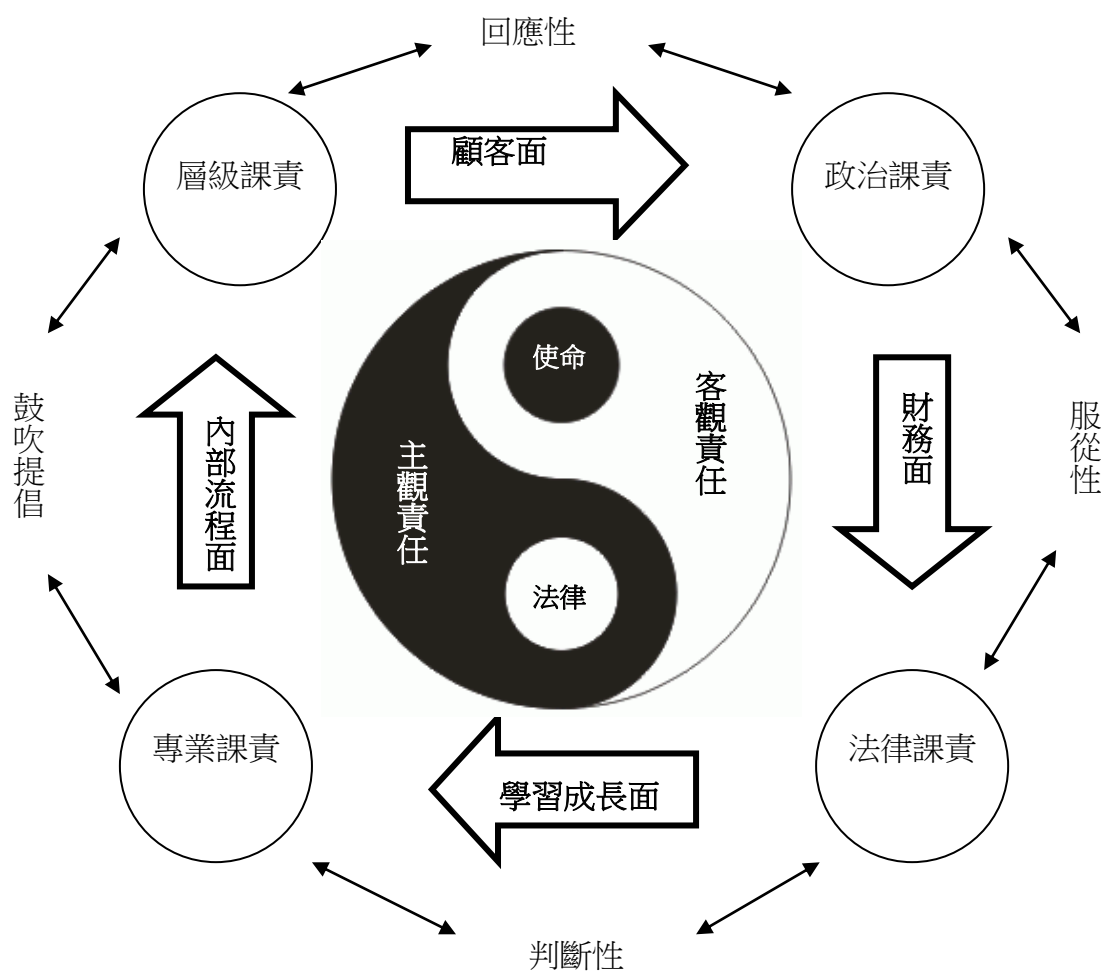 回應性
層級課責
顧客面
政治課責
使命
客觀責任
主觀責任
法律
鼓吹提倡
內部流程面
財務面
服從性
專業課責
學習成長面
法律課責
判斷性